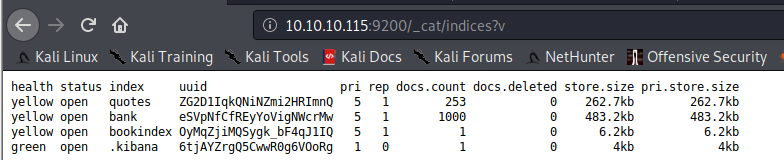 10.10.10.115:9200/_cat/indices?v
Kali Linux Kali Training Kali Tools Kali Docs Kali Forums NetHunter Offensive Security
health status index uuid pri rep docs.count docs.deleted store.size pri.store.size
yellow open quotes ZG2D1IqkQNiNZmi2HRImnQ 5 1 253 0 262.7kb 262.7kb
yellow open bank eSVpNfCfREyYoVigNWcrMw 5 1 1000 0 483.2kb 483.2kb
yellow open bookindex OyMqZjiMQSygk_bF4qJ1IQ 5 1 1 0 6.2kb 6.2kb
green open .kibana 6tjAYZrgQ5CwwR0g6VOoRg 1 0 1 0 4kb 4kb